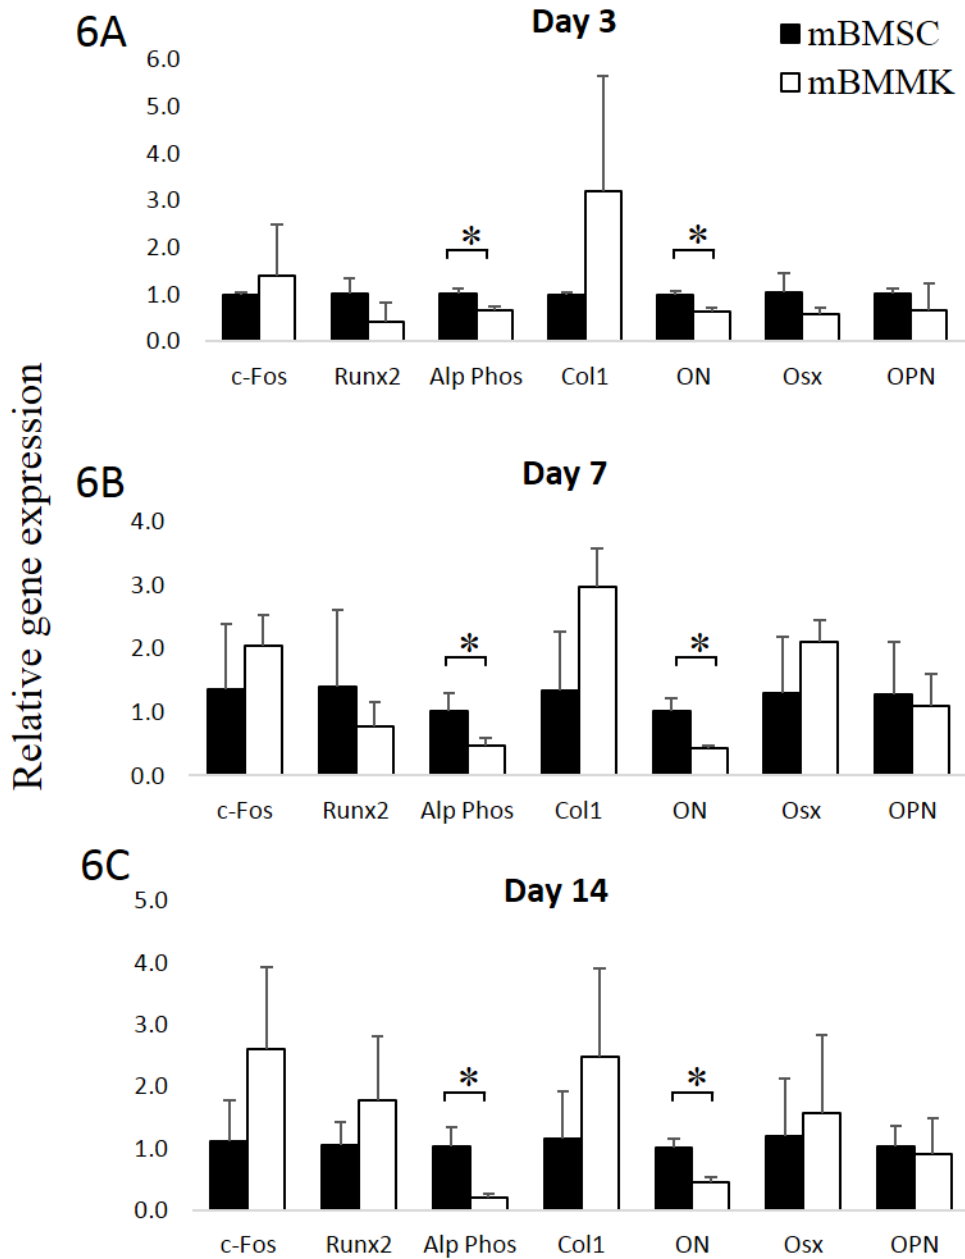 6A
Day 3
mBMSC
mBMMK
6.0
5.0
4.0
3.0
2.0
1.0
0.0
*
*
c-Fos Runx2 Alp Phos Col1 ON Osx OPN
Relative gene expression
6B
Day 7
4.0
3.0
2.0
1.0
0.0
*
*
c-Fos Runx2 Alp Phos Col1 ON Osx OPN
6C
Day 14
5.0
4.0
3.0
2.0
1.0
0.0
*
*
c-Fos Runx2 Alp Phos Col1 ON Osx OPN